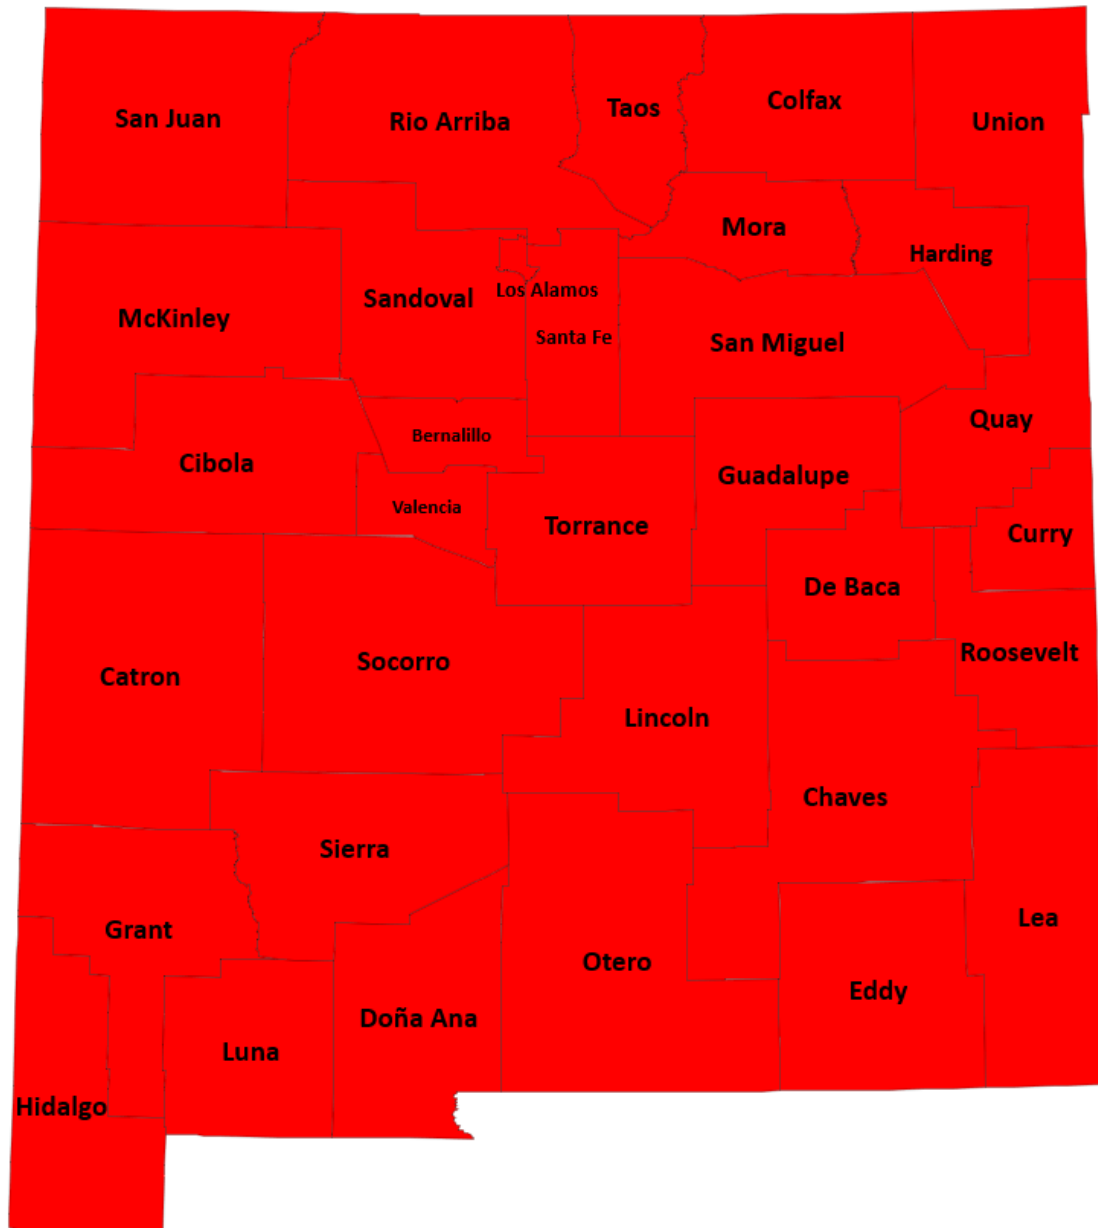 San Juan
Rio Arriba
Taos
Colfax
Union
Mora
Harding
McKinley
Sandoval
Los Alamos
Santa Fe
San Miguel
Quay
Bernalillo
Cibola
Guadalupe
Valencia
Torrance
Curry
De Baca
Catron
Socorro
Roosevelt
Lincoln
Chaves
Sierra
Grant
Lea
Otero
Eddy
Doña Ana
Luna
Hidalgo